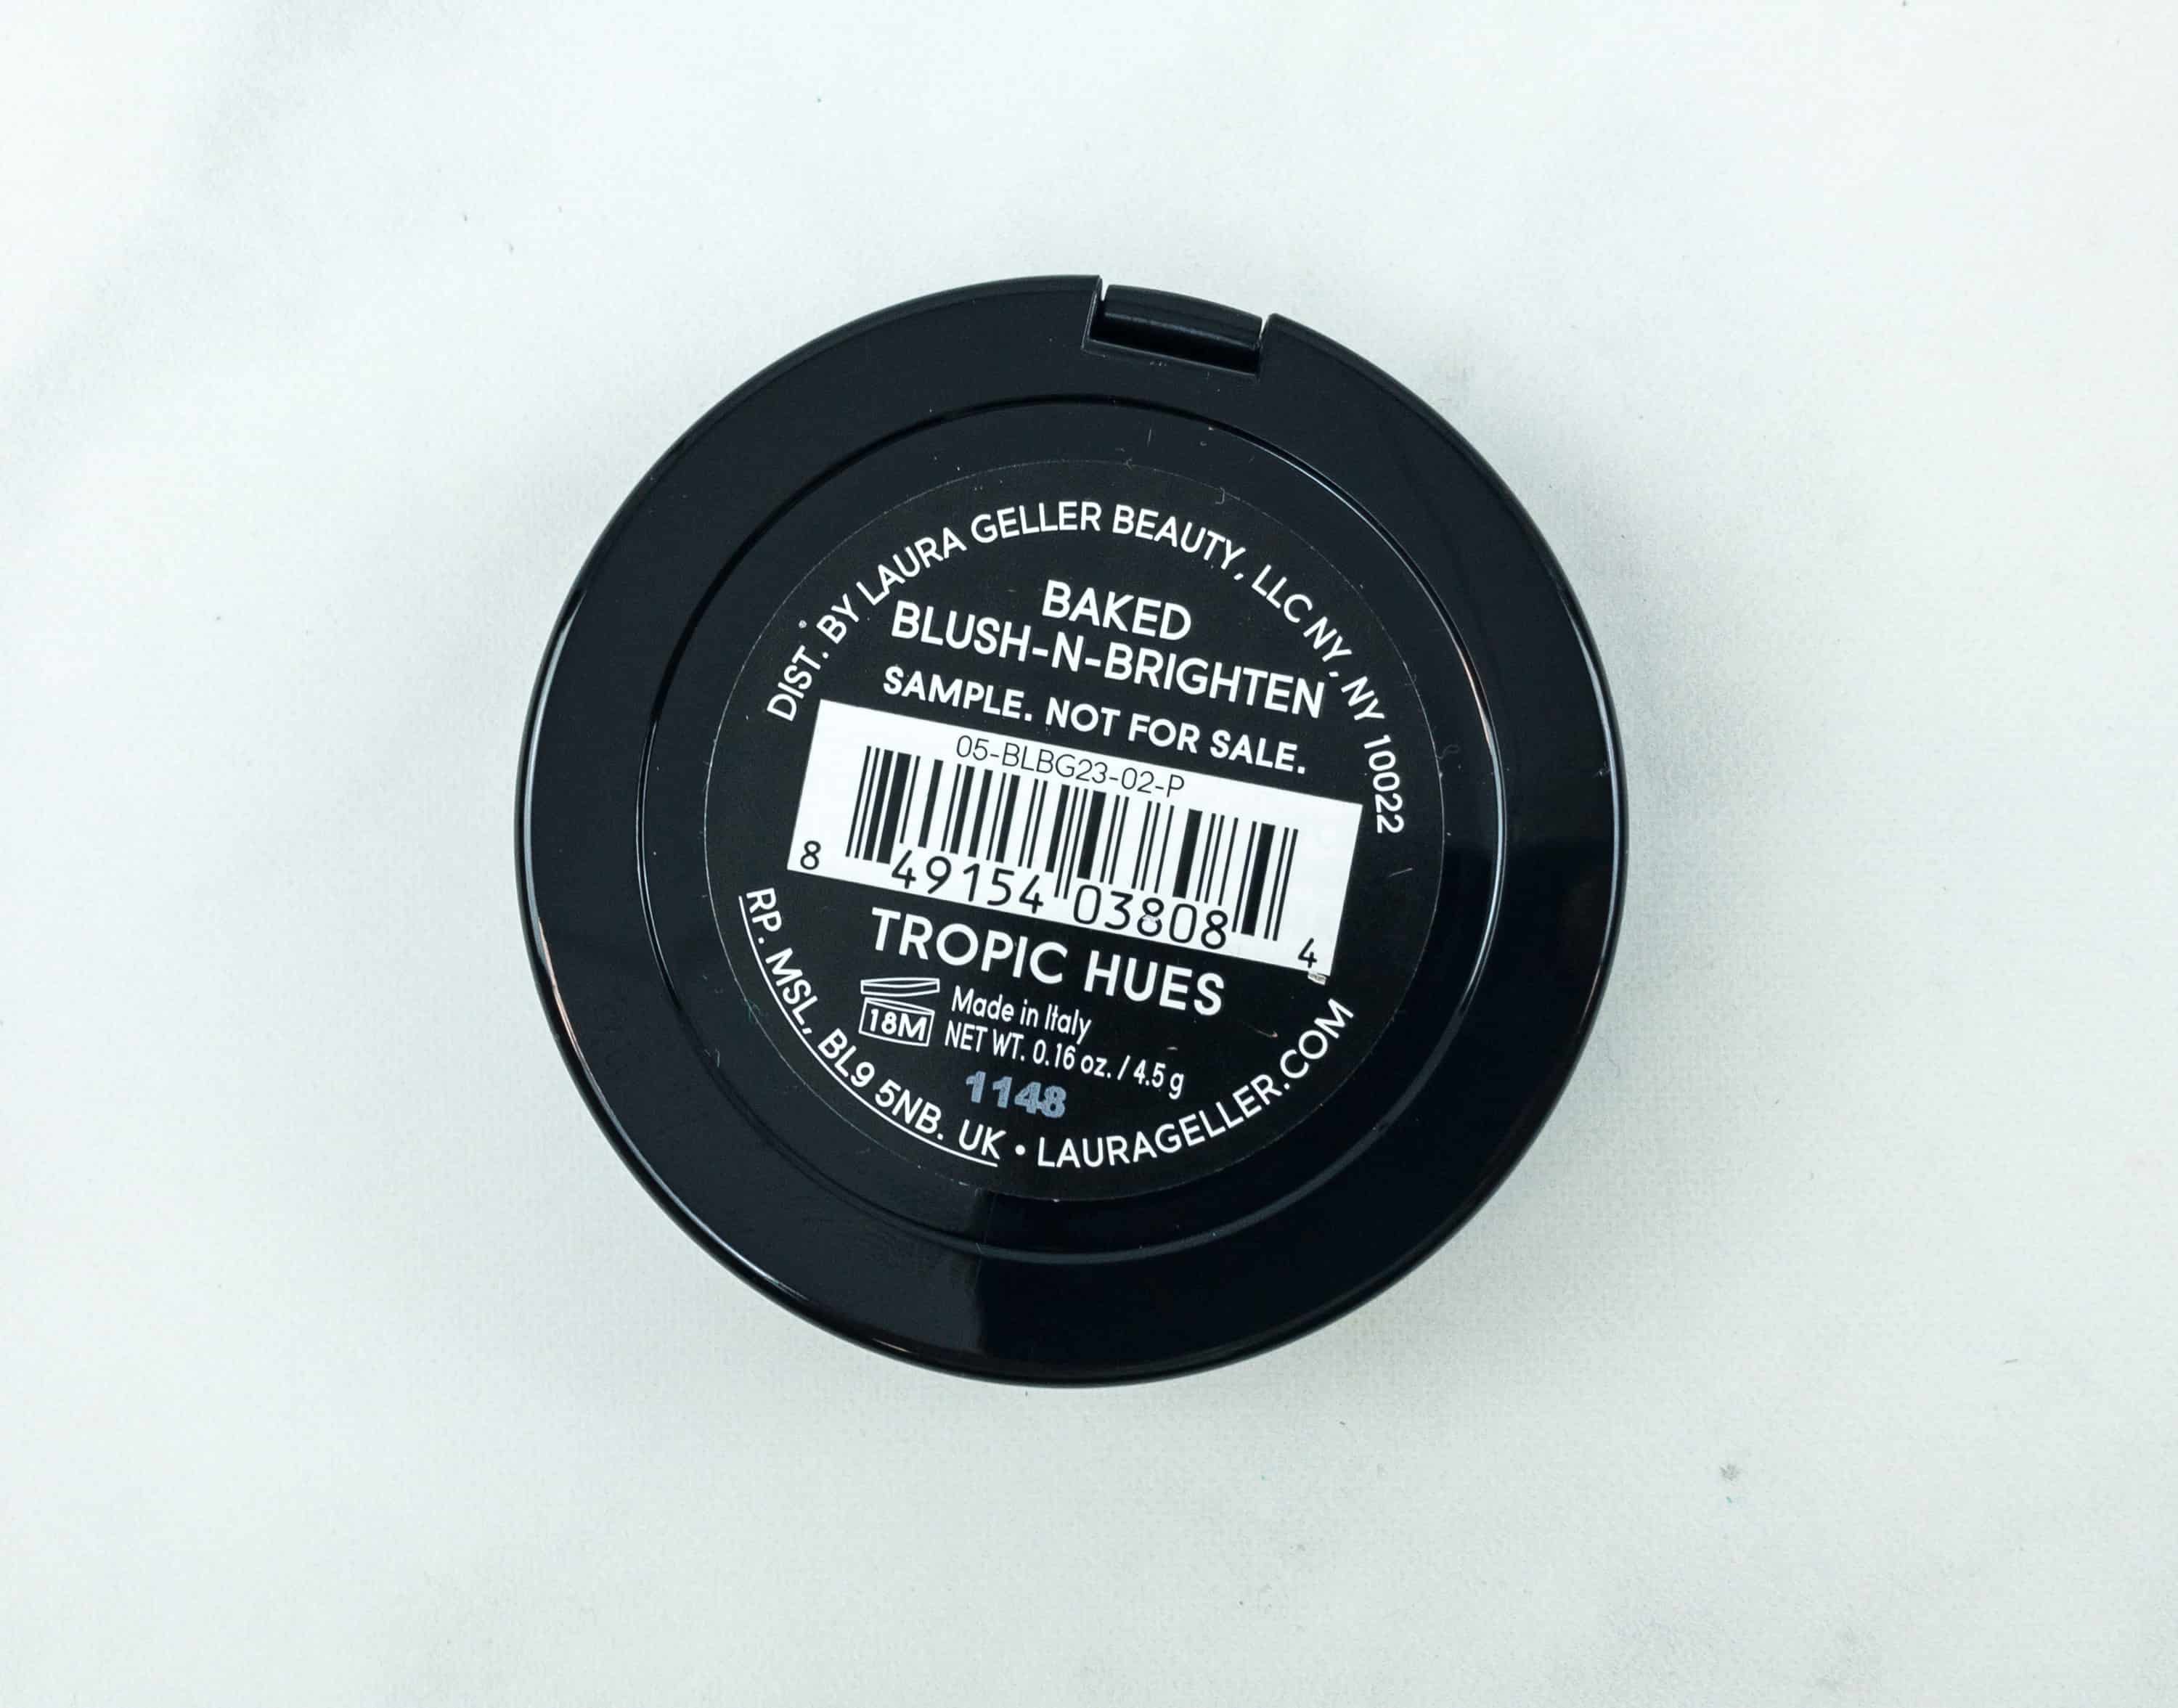 DIST. BY LAURA GELLER BEAUTY, LLC NY, NY 10022
BAKED
BLUSH-N-BRIGHTEN
SAMPLE. NOT FOR SALE.
05-BLBG23-02-P
8 49154 03808 4
TROPIC HUES
18M
Made in Italy
NET WT. 0.16 oz. / 4.5 g
1148
RP. MSL, BL9 5NB. UK • LAURAGELLER.COM